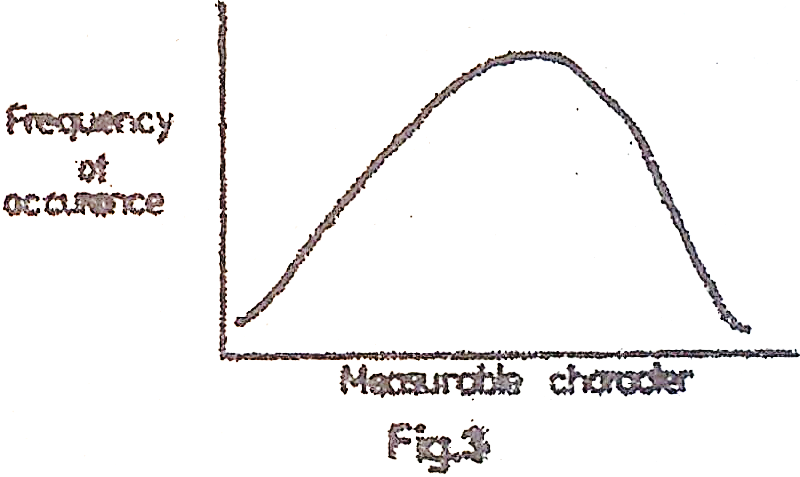 Frequency
of
occurence
Measurable character
Fig.3